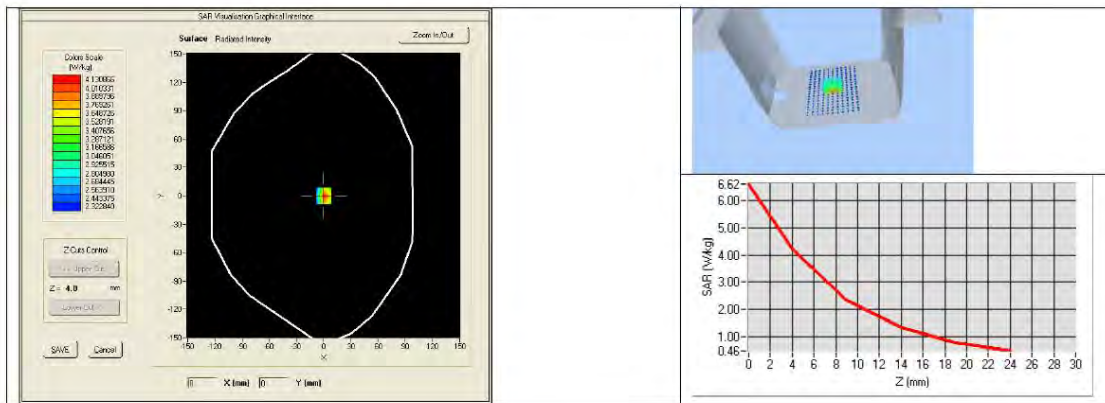 SAR Visualisation Graphical Interface
Surface Radiated Intensity
Zoom In/Out
Colors Scale
(W/kg)
4.130866
4.010331
3.889796
3.769261
3.648726
3.528191
3.407656
3.287121
3.166586
3.046051
2.925515
2.804980
2.684445
2.563910
2.443375
2.322840
Z Cuts Control
Z = 4.0 mm
SAVE Cancel
150
120
90
60
30
0
-30
-60
-90
-120
-150
Y
-150 -120 -90 -60 -30 0 30 60 90 120 150
X
0 X (mm) 0 Y (mm)
6.62
5.00
4.00
3.00
2.00
1.00
0.46
SAR (W/kg)
0 2 4 6 8 10 12 14 16 18 20 22 24 26 28 30
Z (mm)